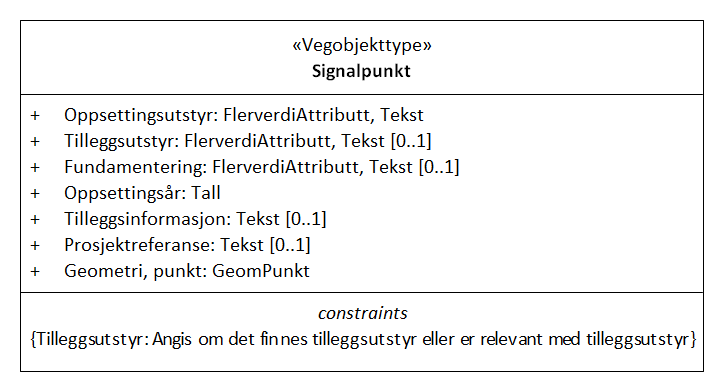 «Vegobjekttype»
Signalpunkt
+ Oppsettingsutstyr: FlerverdiAttributt, Tekst
+ Tilleggsutstyr: FlerverdiAttributt, Tekst [0..1]
+ Fundamentering: FlerverdiAttributt, Tekst [0..1]
+ Oppsettingsår: Tall
+ Tilleggsinformasjon: Tekst [0..1]
+ Prosjektreferanse: Tekst [0..1]
+ Geometri, punkt: GeomPunkt
constraints
{Tilleggsutstyr: Angis om det finnes tilleggsutstyr eller er relevant med tilleggsutstyr}